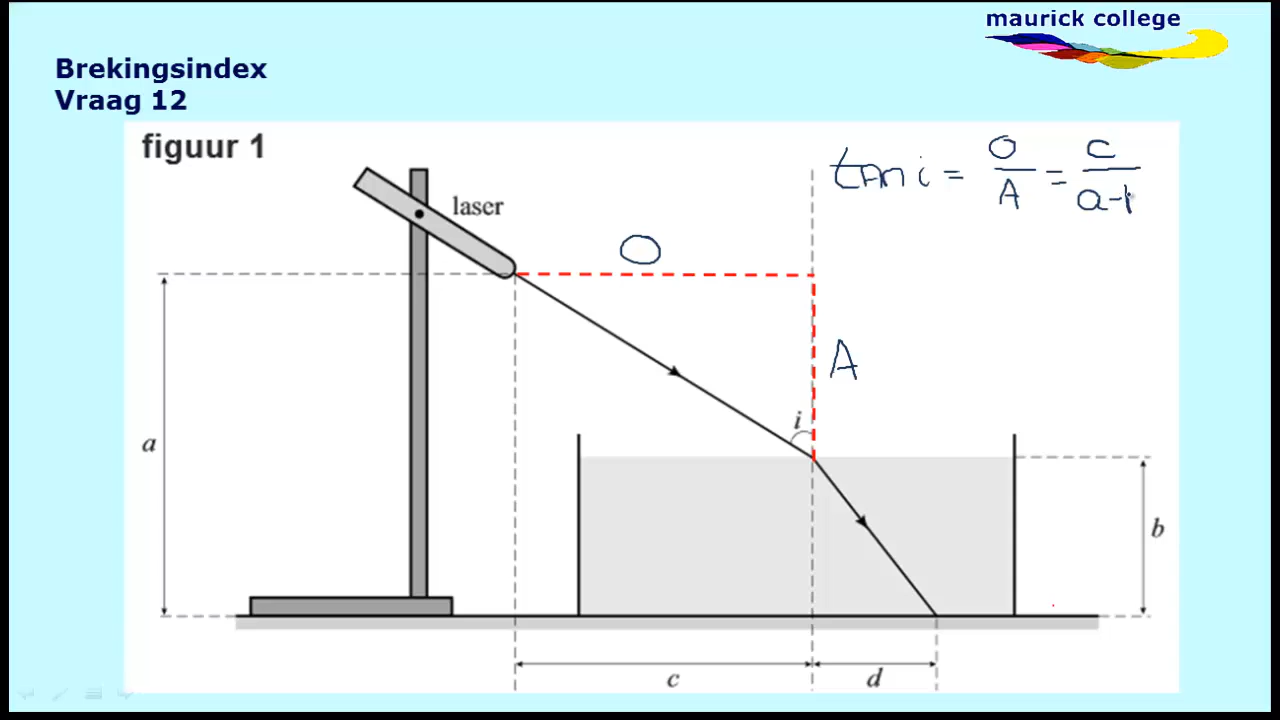 maurick college
Brekingsindex
Vraag 12
figuur 1
tan i = O/A = c/a-
laser
O
A
i
a
b
c
d